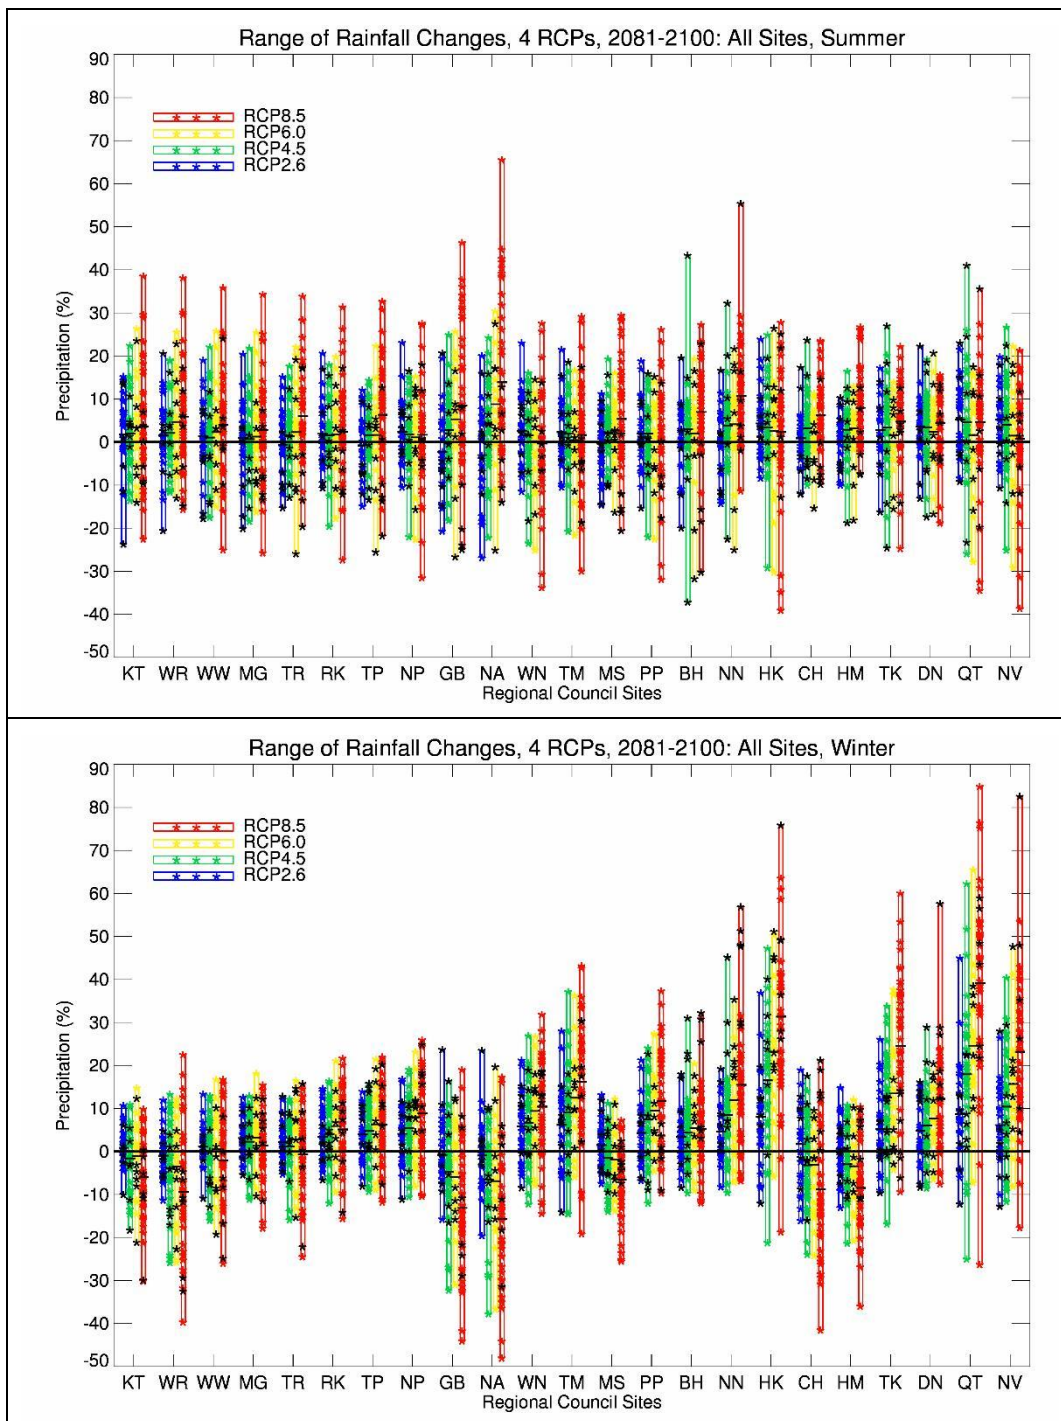 Range of Rainfall Changes, 4 RCPs, 2081-2100: All Sites, Summer
90
80
70
60
50
40
30
20
10
0
-10
-20
-30
-40
-50
Precipitation (%)
RCP8.5
RCP6.0
RCP4.5
RCP2.6
KT WR WW MG TR RK TP NP GB NA WN TM MS PP BH NN HK CH HM TK DN QT NV
Regional Council Sites
Range of Rainfall Changes, 4 RCPs, 2081-2100: All Sites, Winter
90
80
70
60
50
40
30
20
10
0
-10
-20
-30
-40
-50
Precipitation (%)
RCP8.5
RCP6.0
RCP4.5
RCP2.6
KT WR WW MG TR RK TP NP GB NA WN TM MS PP BH NN HK CH HM TK DN QT NV
Regional Council Sites